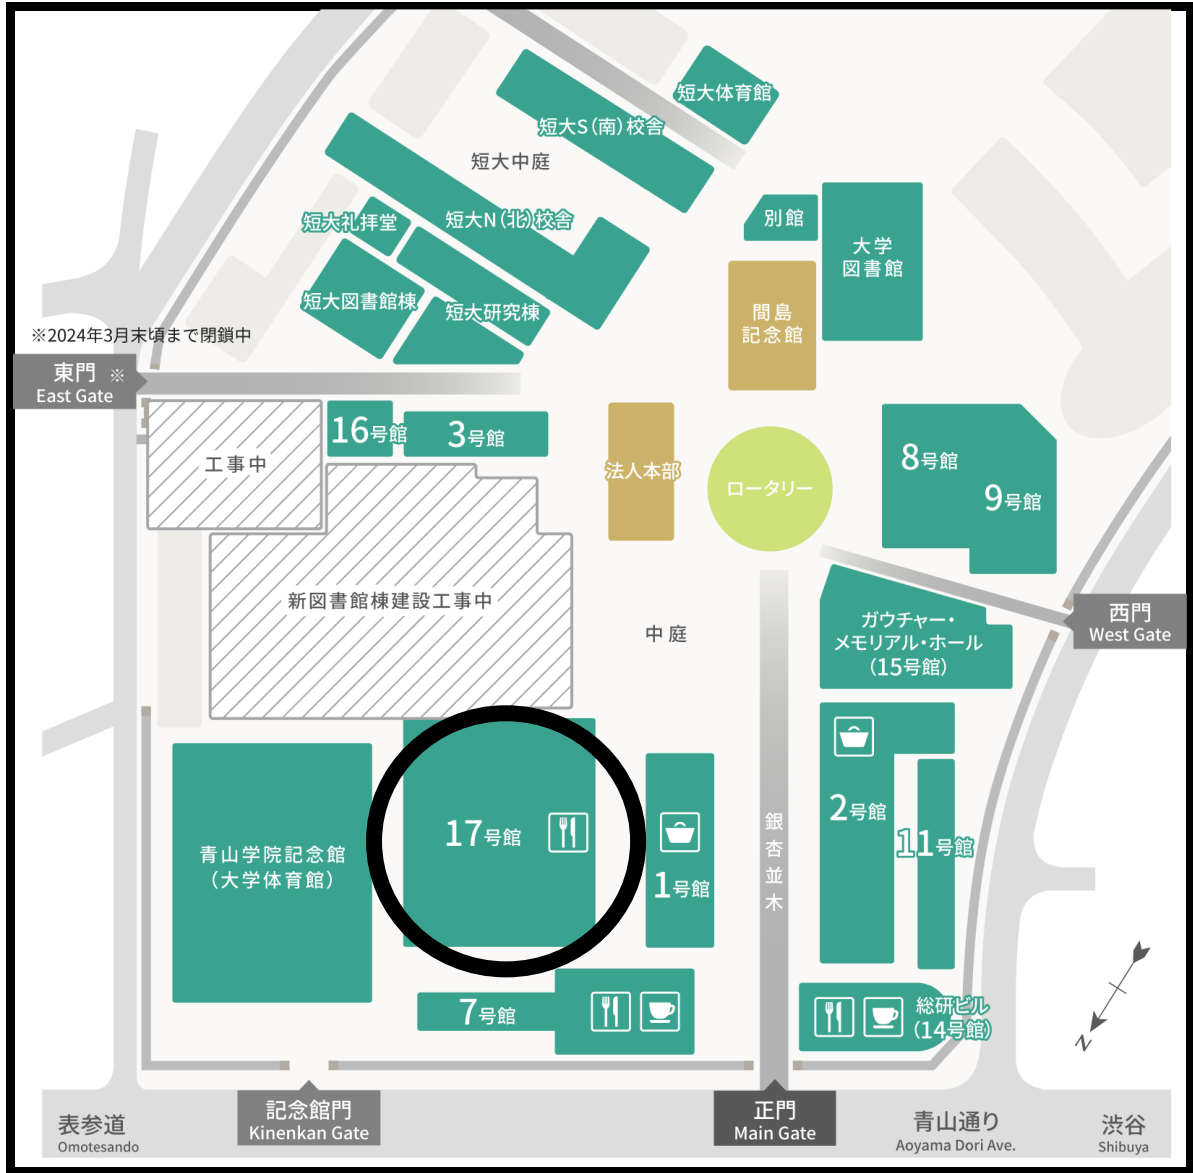 短大体育館
短大S（南）校舎
短大中庭
短大礼拝堂
短大N（北）校舎
別館
大学
図書館
短大図書館棟
短大研究棟
間島
記念館
※2024年3月末頃まで閉鎖中
東門 ※
East Gate
16号館
3号館
工事中
法人本部
ロータリー
8号館
9号館
新図書館棟建設工事中
中庭
ガウチャー・
メモリアル・ホール
（15号館）
西門
West Gate
青山学院記念館
（大学体育館）
17号館
1号館
銀杏並木
2号館
11号館
7号館
総研ビル
（14号館）
N
記念館門
Kinenkan Gate
正門
Main Gate
表参道
Omotesando
青山通り
Aoyama Dori Ave.
渋谷
Shibuya